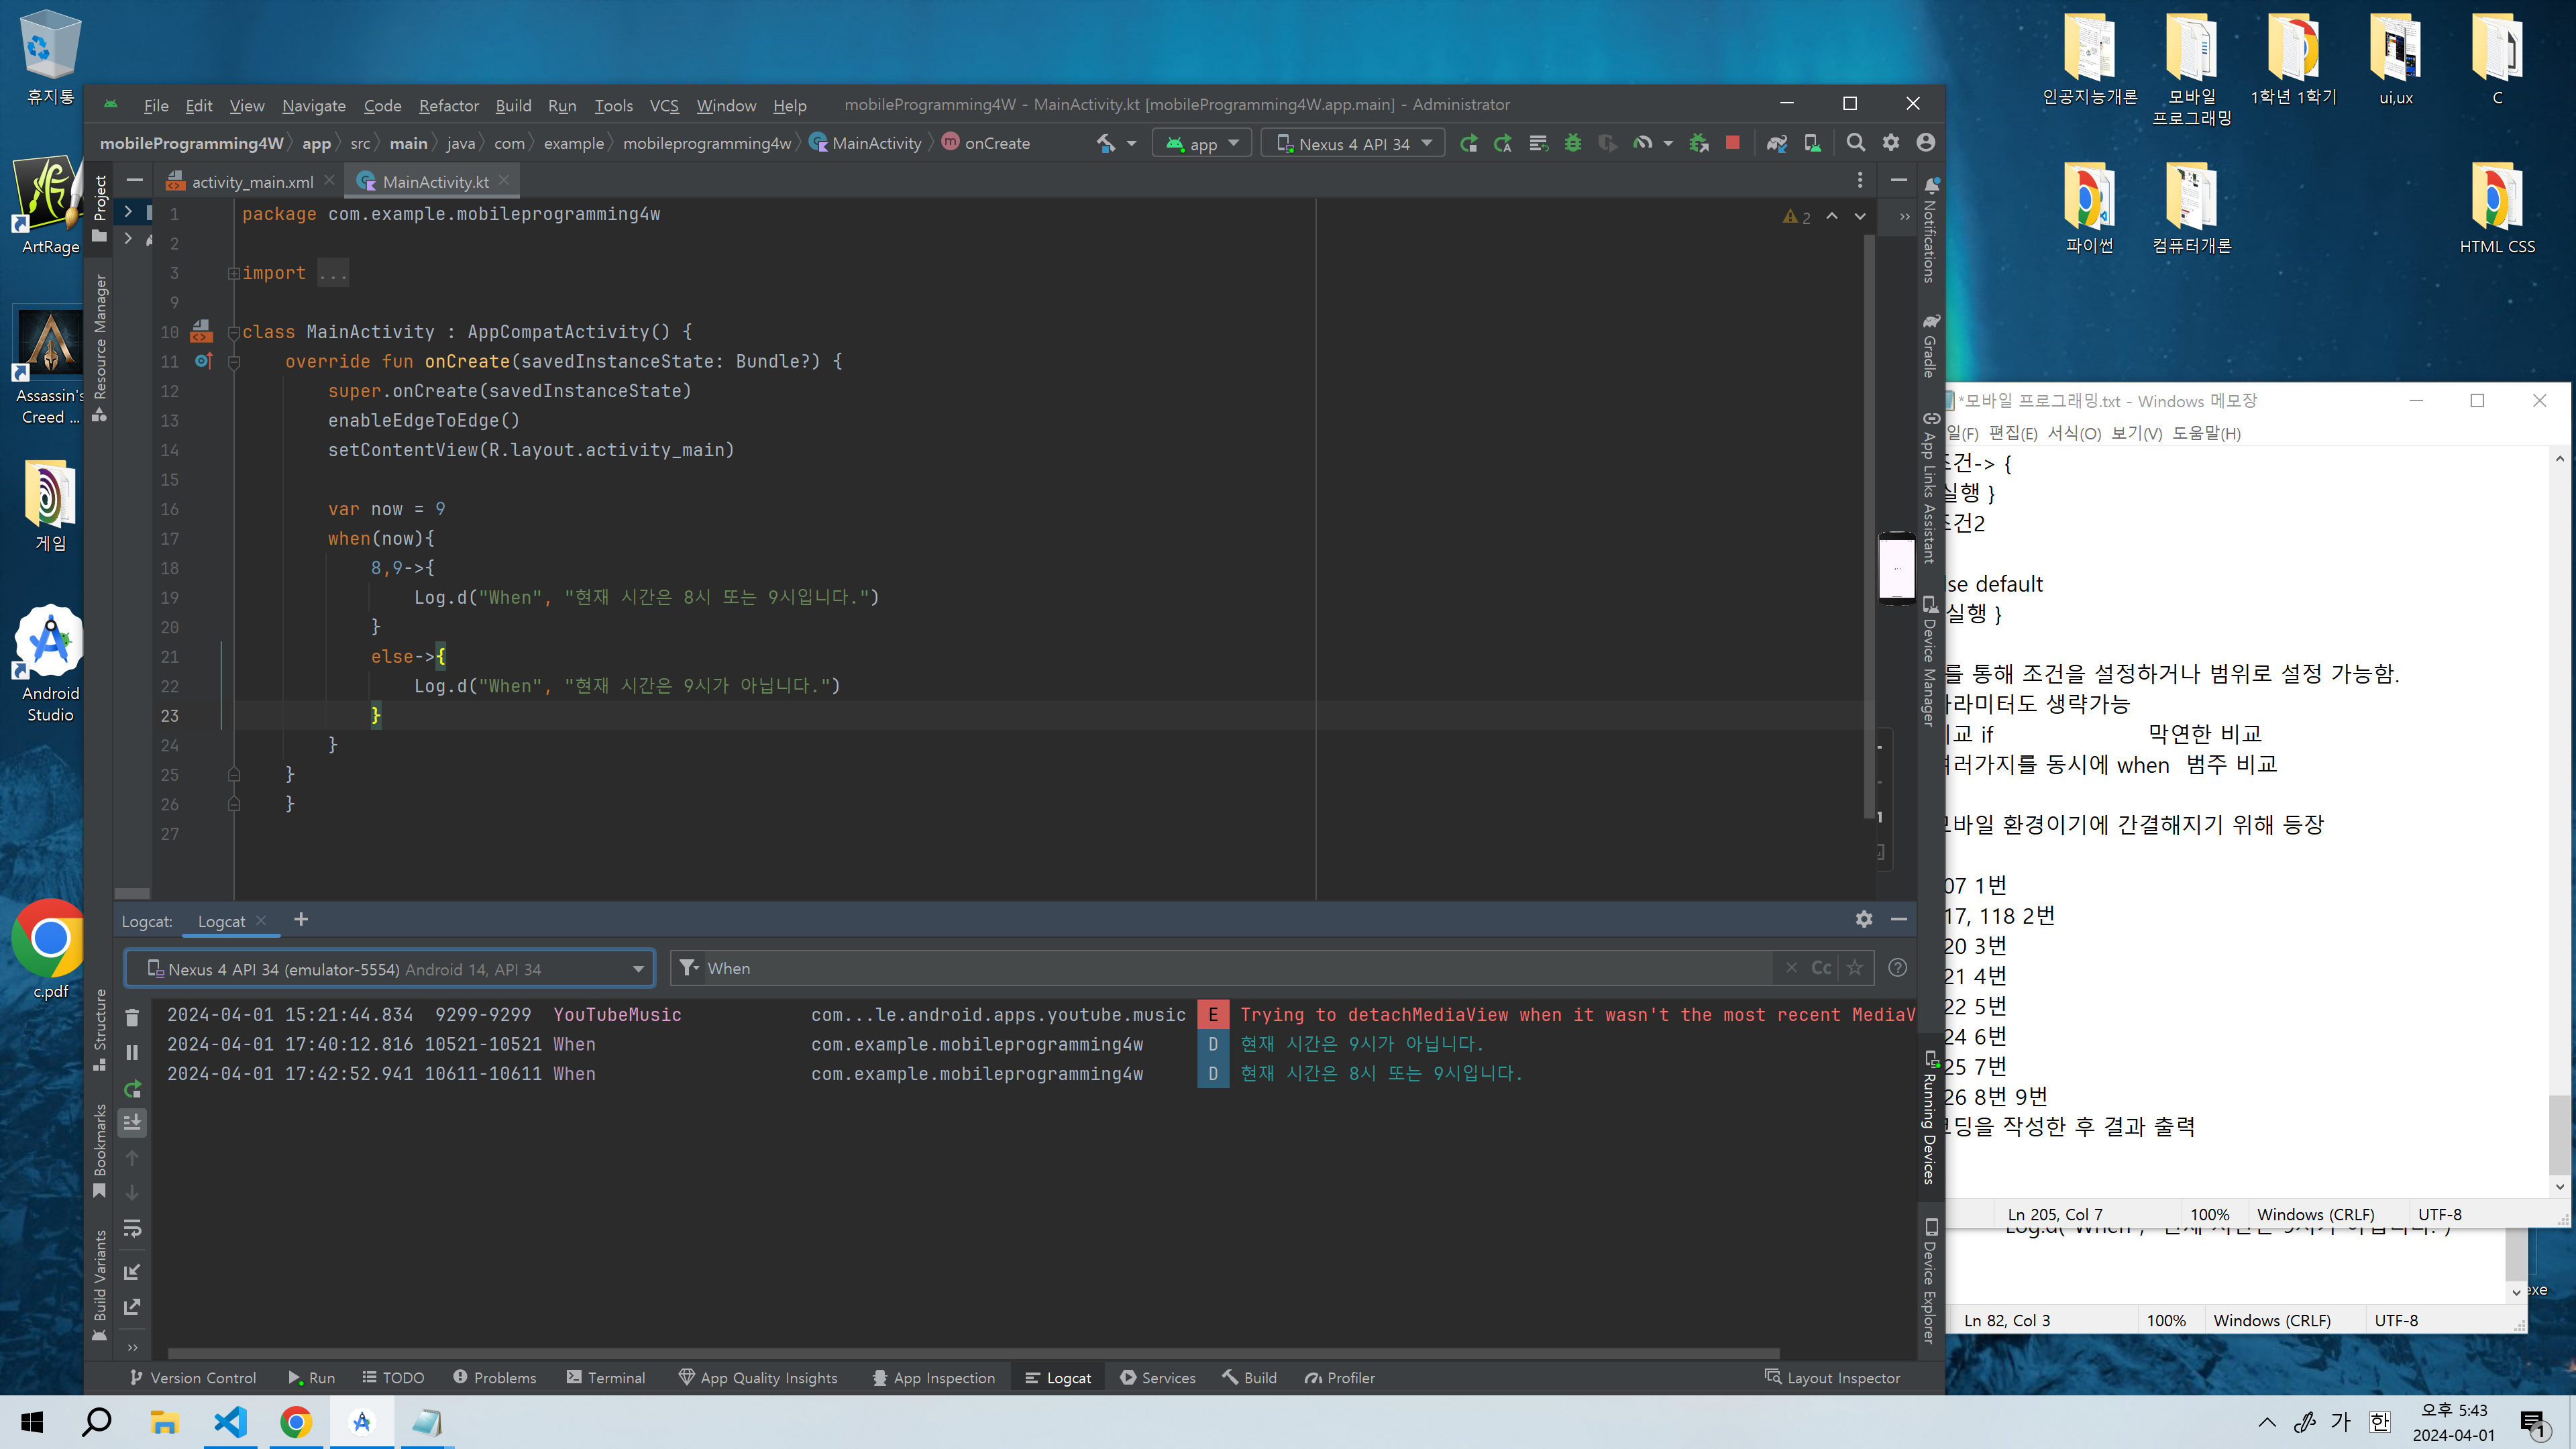 휴지통
ArtRage
Assassin's
Creed ...
게임
Android
Studio
c.pdf
인공지능개론
모바일
프로그래밍
1학년 1학기
ui,ux
C
파이썬
컴퓨터개론
HTML CSS
File Edit View Navigate Code Refactor Build Run Tools VCS Window Help mobileProgramming4W - MainActivity.kt [mobileProgramming4W.app.main] - Administrator
mobileProgramming4W app src main java com example mobileprogramming4w MainActivity onCreate app Nexus 4 API 34
activity_main.xml MainActivity.kt
Project
Resource Manager
Structure
Bookmarks
Build Variants
1 package com.example.mobileprogramming4w
2
3 import ...
9
10 class MainActivity : AppCompatActivity() {
11 override fun onCreate(savedInstanceState: Bundle?) {
12 super.onCreate(savedInstanceState)
13 enableEdgeToEdge()
14 setContentView(R.layout.activity_main)
15
16 var now = 9
17 when(now){
18 8,9->{
19 Log.d("When", "현재 시간은 8시 또는 9시입니다.")
20 }
21 else->{
22 Log.d("When", "현재 시간은 9시가 아닙니다.")
23 }
24 }
25 }
26 }
27
2
Notifications
Gradle
App Links Assistant
Device Manager
Running Devices
Device Explorer
Logcat: Logcat
Nexus 4 API 34 (emulator-5554) Android 14, API 34 When Cc
2024-04-01 15:21:44.834 9299-9299 YouTubeMusic com...le.android.apps.youtube.music E Trying to detachMediaView when it wasn't the most recent MediaV
2024-04-01 17:40:12.816 10521-10521 When com.example.mobileprogramming4w D 현재 시간은 9시가 아닙니다.
2024-04-01 17:42:52.941 10611-10611 When com.example.mobileprogramming4w D 현재 시간은 8시 또는 9시입니다.
Version Control Run TODO Problems Terminal App Quality Insights App Inspection Logcat Services Build Profiler Layout Inspector
*모바일 프로그래밍.txt - Windows 메모장
일(F) 편집(E) 서식(O) 보기(V) 도움말(H)
조건-> {
실행 }
조건2
lse default
실행 }
를 통해 조건을 설정하거나 범위로 설정 가능함.
파라미터도 생략가능
비교 if 막연한 비교
여러가지를 동시에 when 범주 비교
모바일 환경이기에 간결해지기 위해 등장
07 1번
17, 118 2번
20 3번
21 4번
22 5번
24 6번
25 7번
26 8번 9번
코딩을 작성한 후 결과 출력
Ln 205, Col 7 100% Windows (CRLF) UTF-8
exe
Ln 82, Col 3 100% Windows (CRLF) UTF-8
가 한 오후 5:43
2024-04-01
1